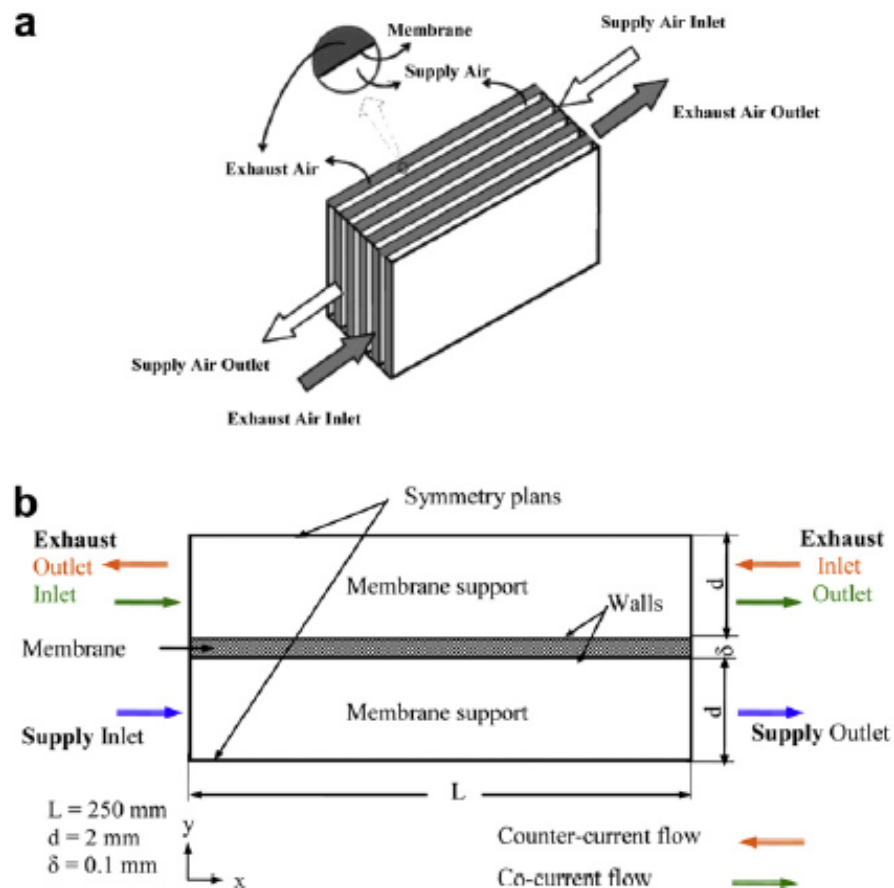 a
Membrane
Supply Air
Supply Air Inlet
Exhaust Air Outlet
Exhaust Air
Supply Air Outlet
Exhaust Air Inlet
b
Symmetry plans
Exhaust
Outlet
Inlet
Membrane support
Exhaust
Inlet
Outlet
d
Walls
Membrane
δ
Membrane support
d
Supply Inlet
Supply Outlet
L
L = 250 mm
d = 2 mm
δ = 0.1 mm
y
x
Counter-current flow
Co-current flow